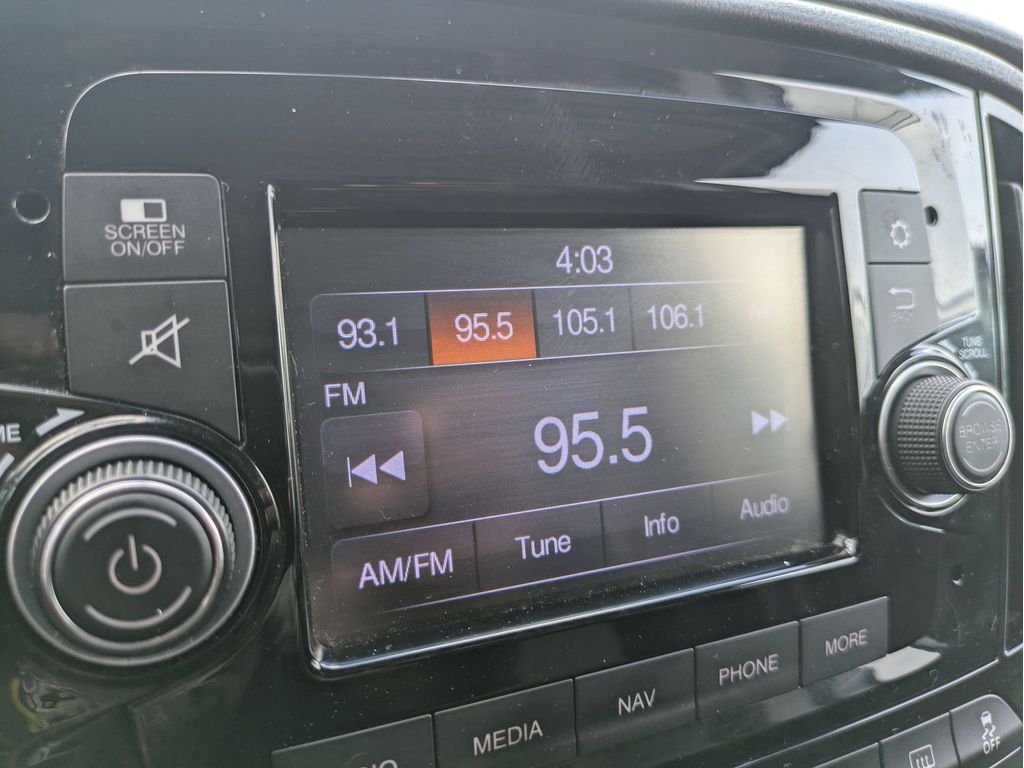 SCREEN
ON/OFF
4:03
93.1 95.5 105.1 106.1 All
FM
95.5
AM/FM Tune Info Audio
BACK
TUNE
SCROLL
BROWSE
ENTER
MEDIA NAV PHONE MORE
OFF